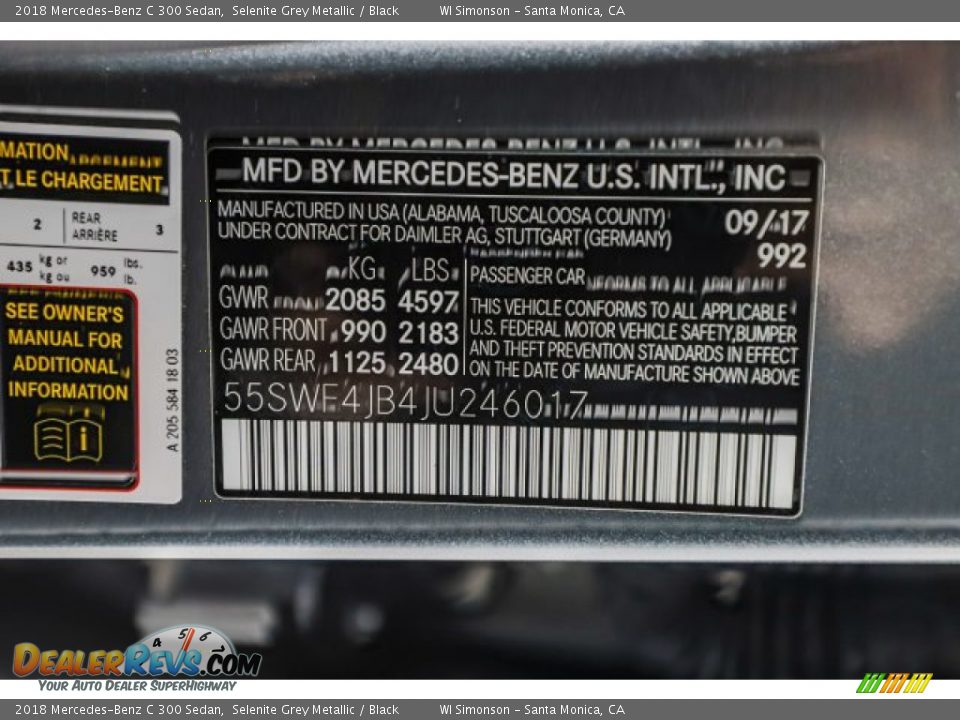 2018 Mercedes-Benz C 300 Sedan,  Selenite Grey Metallic / Black     WI Simonson - Santa Monica, CA
MATION
T LE CHARGEMENT
2 REAR ARRIÈRE 3
435 kg or kg ou 959 lbs. lb.
SEE OWNER'S
MANUAL FOR
ADDITIONAL
INFORMATION
A 205 584 18 03
MFD BY MERCEDES-BENZ U.S. INTL., INC
MANUFACTURED IN USA (ALABAMA, TUSCALOOSA COUNTY)
UNDER CONTRACT FOR DAIMLER AG, STUTTGART (GERMANY)
09/17
992
KG LBS
GVWR 2085 4597
GAWR FRONT 990 2183
GAWR REAR 1125 2480
PASSENGER CAR
THIS VEHICLE CONFORMS TO ALL APPLICABLE
U.S. FEDERAL MOTOR VEHICLE SAFETY, BUMPER
AND THEFT PREVENTION STANDARDS IN EFFECT
ON THE DATE OF MANUFACTURE SHOWN ABOVE
55SWF4JB4JU246017
4 5 6
DealerRevs.com
Your Auto Dealer SuperHighway
2018 Mercedes-Benz C 300 Sedan,  Selenite Grey Metallic / Black     WI Simonson - Santa Monica, CA